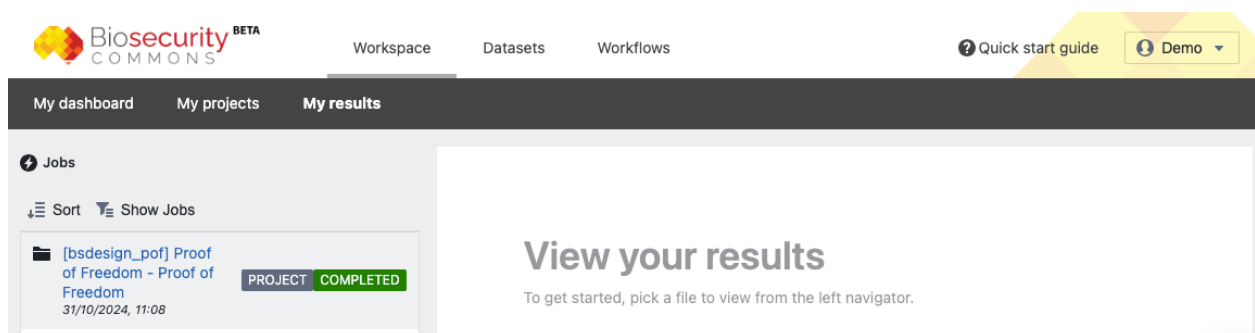 Biosecurity BETA
COMMONS
Workspace Datasets Workflows Quick start guide Demo
My dashboard My projects My results
Jobs
Sort Show Jobs
[bsdesign_pof] Proof
of Freedom - Proof of
Freedom
PROJECT COMPLETED
31/10/2024, 11:08
View your results
To get started, pick a file to view from the left navigator.